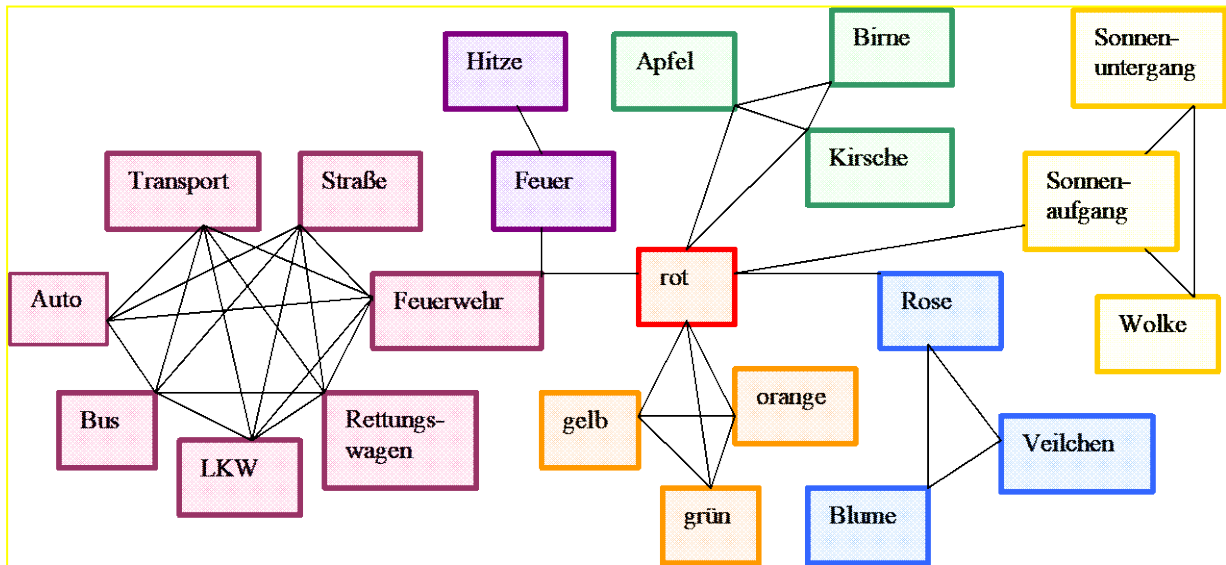 Hitze
Apfel
Birne
Sonnen-
untergang
Transport
Straße
Feuer
Kirsche
Sonnen-
aufgang
Auto
Feuerwehr
rot
Rose
Wolke
Bus
LKW
Rettungs-
wagen
gelb
orange
grün
Blume
Veilchen